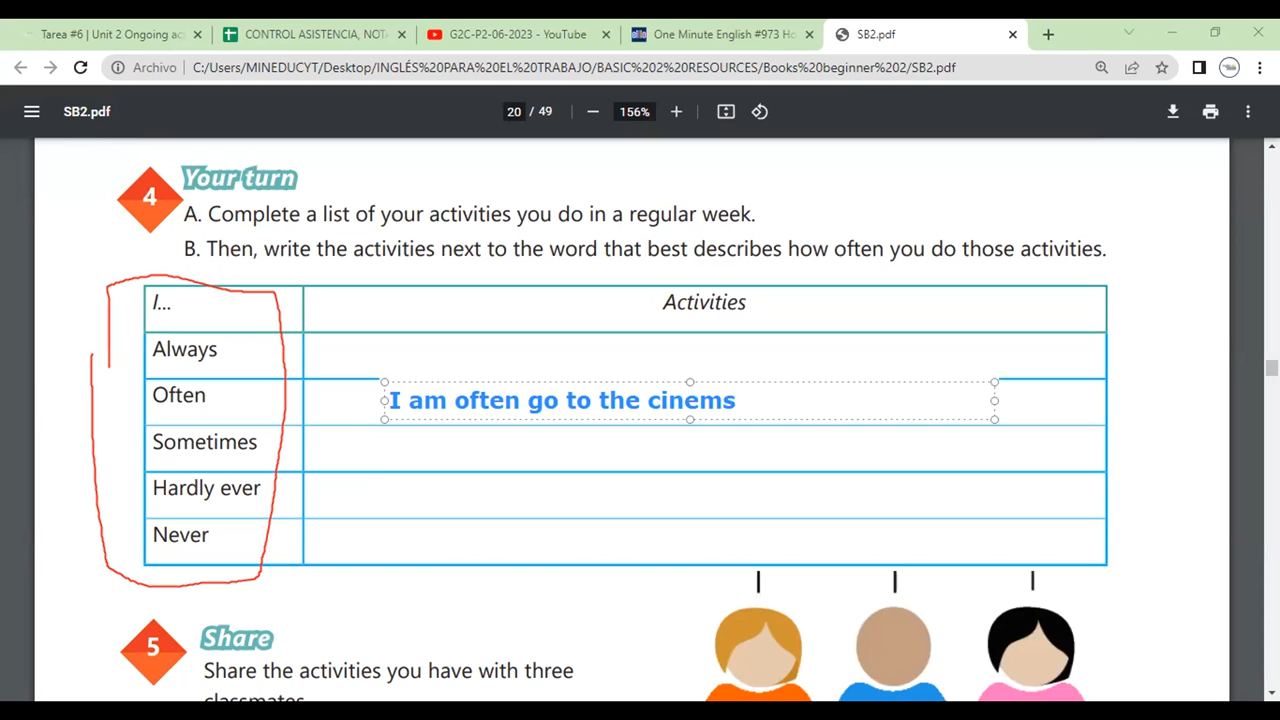 Tarea #6 | Unit 2 Ongoing ac
CONTROL ASISTENCIA, NOT
G2C-P2-06-2023 - YouTube
One Minute English #973 Ho
SB2.pdf
Archivo
C:/Users/MINEDUCYT/Desktop/INGLÉS%20PARA%20EL%20TRABAJO/BASIC%202%20RESOURCES/Books%20beginner%202/SB2.pdf
SB2.pdf
20 / 49
156%
4
Your turn
A. Complete a list of your activities you do in a regular week.
B. Then, write the activities next to the word that best describes how often you do those activities.
I...
Activities
Always
Often
I am often go to the cinems
Sometimes
Hardly ever
Never
5
Share
Share the activities you have with three
classmates